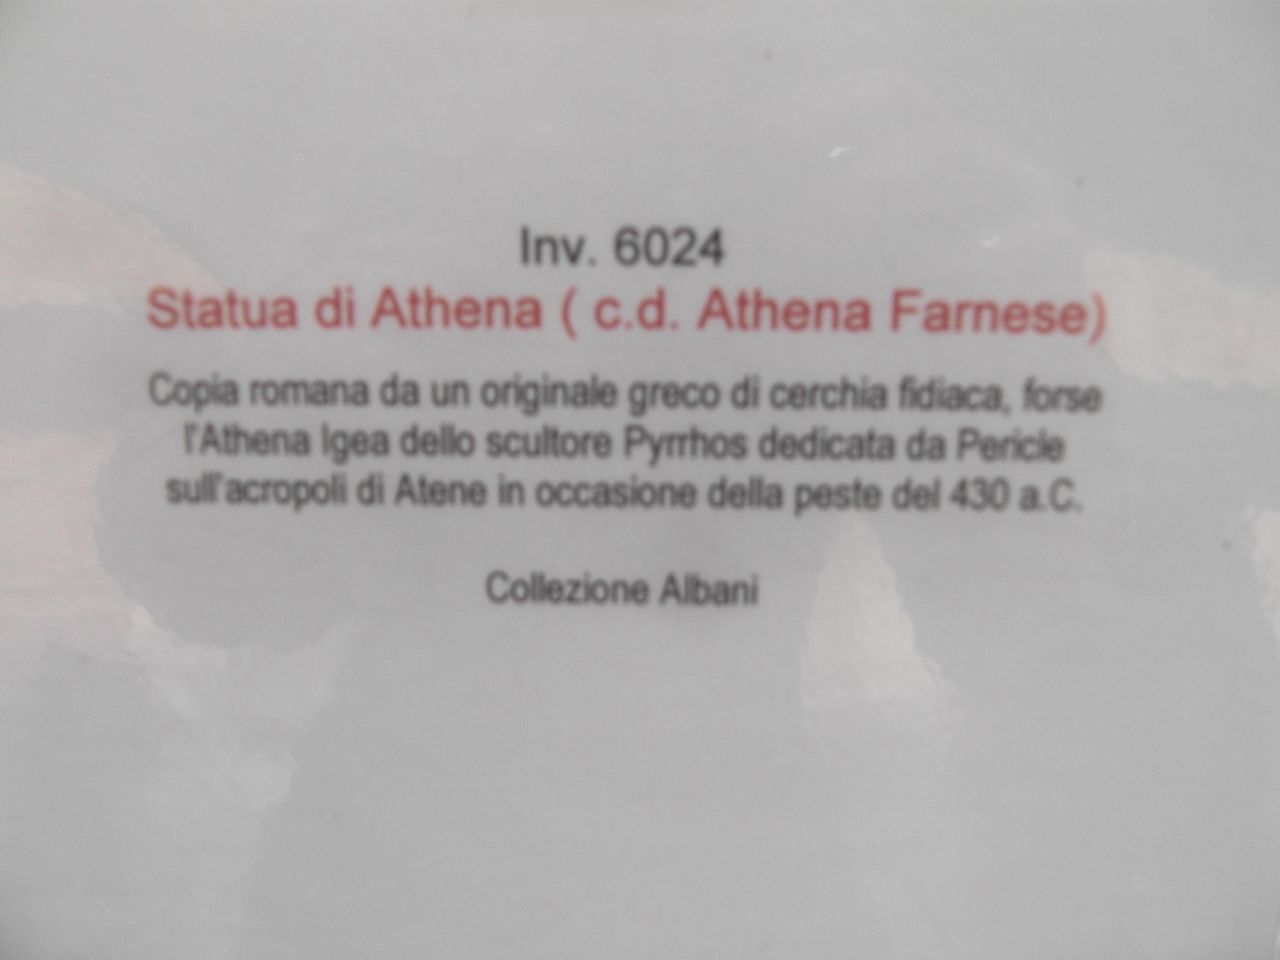 Inv. 6024
Statua di Athena ( c.d. Athena Farnese)
Copia romana da un originale greco di cerchia fidiaca, forse
l'Athena Igea dello scultore Pyrrhos dedicata da Pericle
sull'acropoli di Atene in occasione della peste del 430 a.C.
Collezione Albani